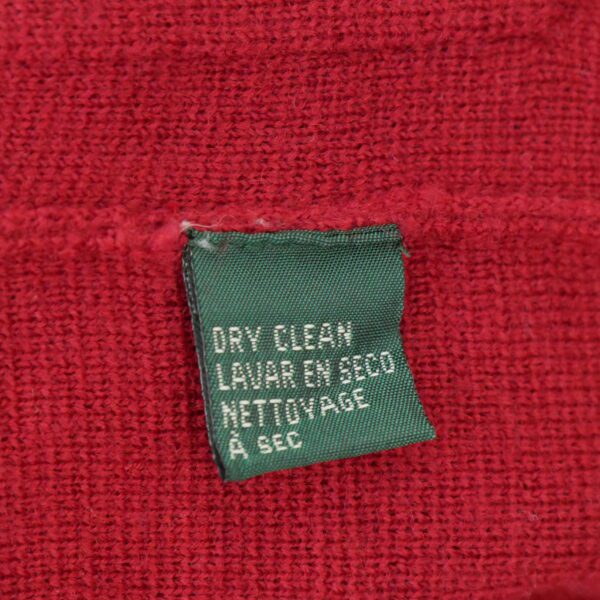 DRY CLEAN
LAVAR EN SECO
NETTOYAGE
À SEC